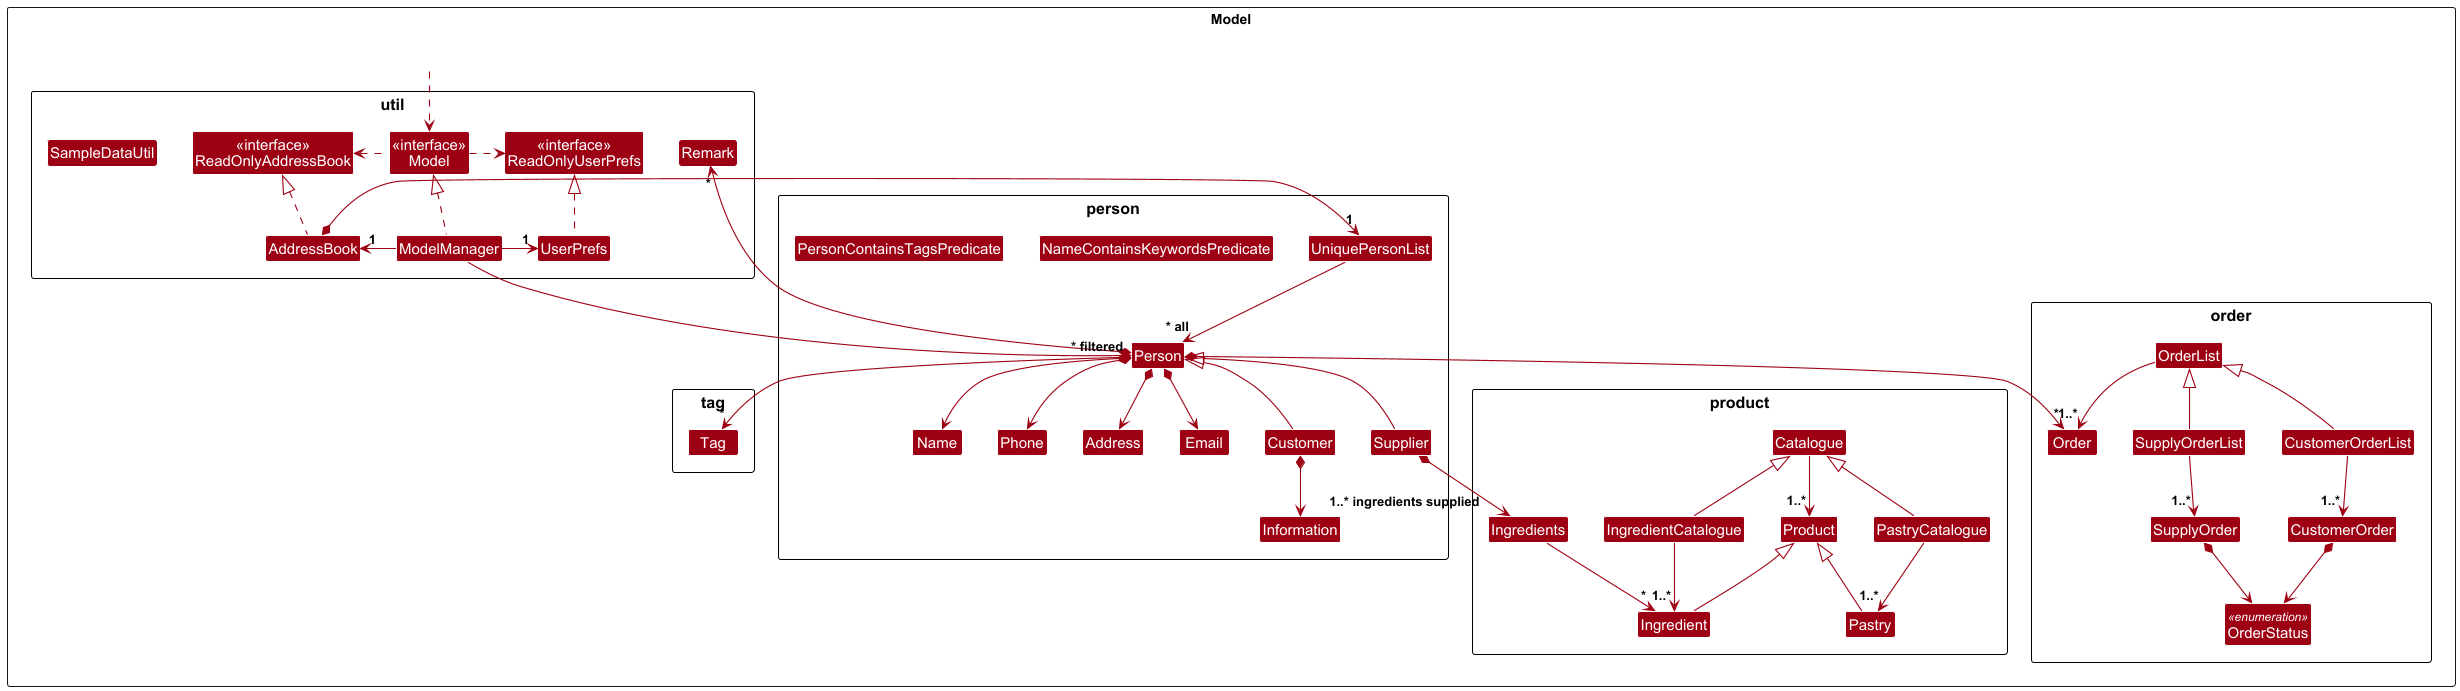 Model
util
SampleDataUtil
«interface»
ReadOnlyAddressBook
«interface»
Model
«interface»
ReadOnlyUserPrefs
Remark
*
AddressBook
1
ModelManager
1
UserPrefs
person
PersonContainsTagsPredicate
NameContainsKeywordsPredicate
1
UniquePersonList
* all
* filtered
Person
Name
Phone
Address
Email
Customer
Supplier
1..* ingredients supplied
Information
tag
*
Tag
product
Catalogue
1..*
Ingredients
IngredientCatalogue
Product
PastryCatalogue
*
1..*
1..*
Ingredient
Pastry
order
OrderList
*
1..*
Order
SupplyOrderList
CustomerOrderList
1..*
1..*
SupplyOrder
CustomerOrder
«enumeration»
OrderStatus